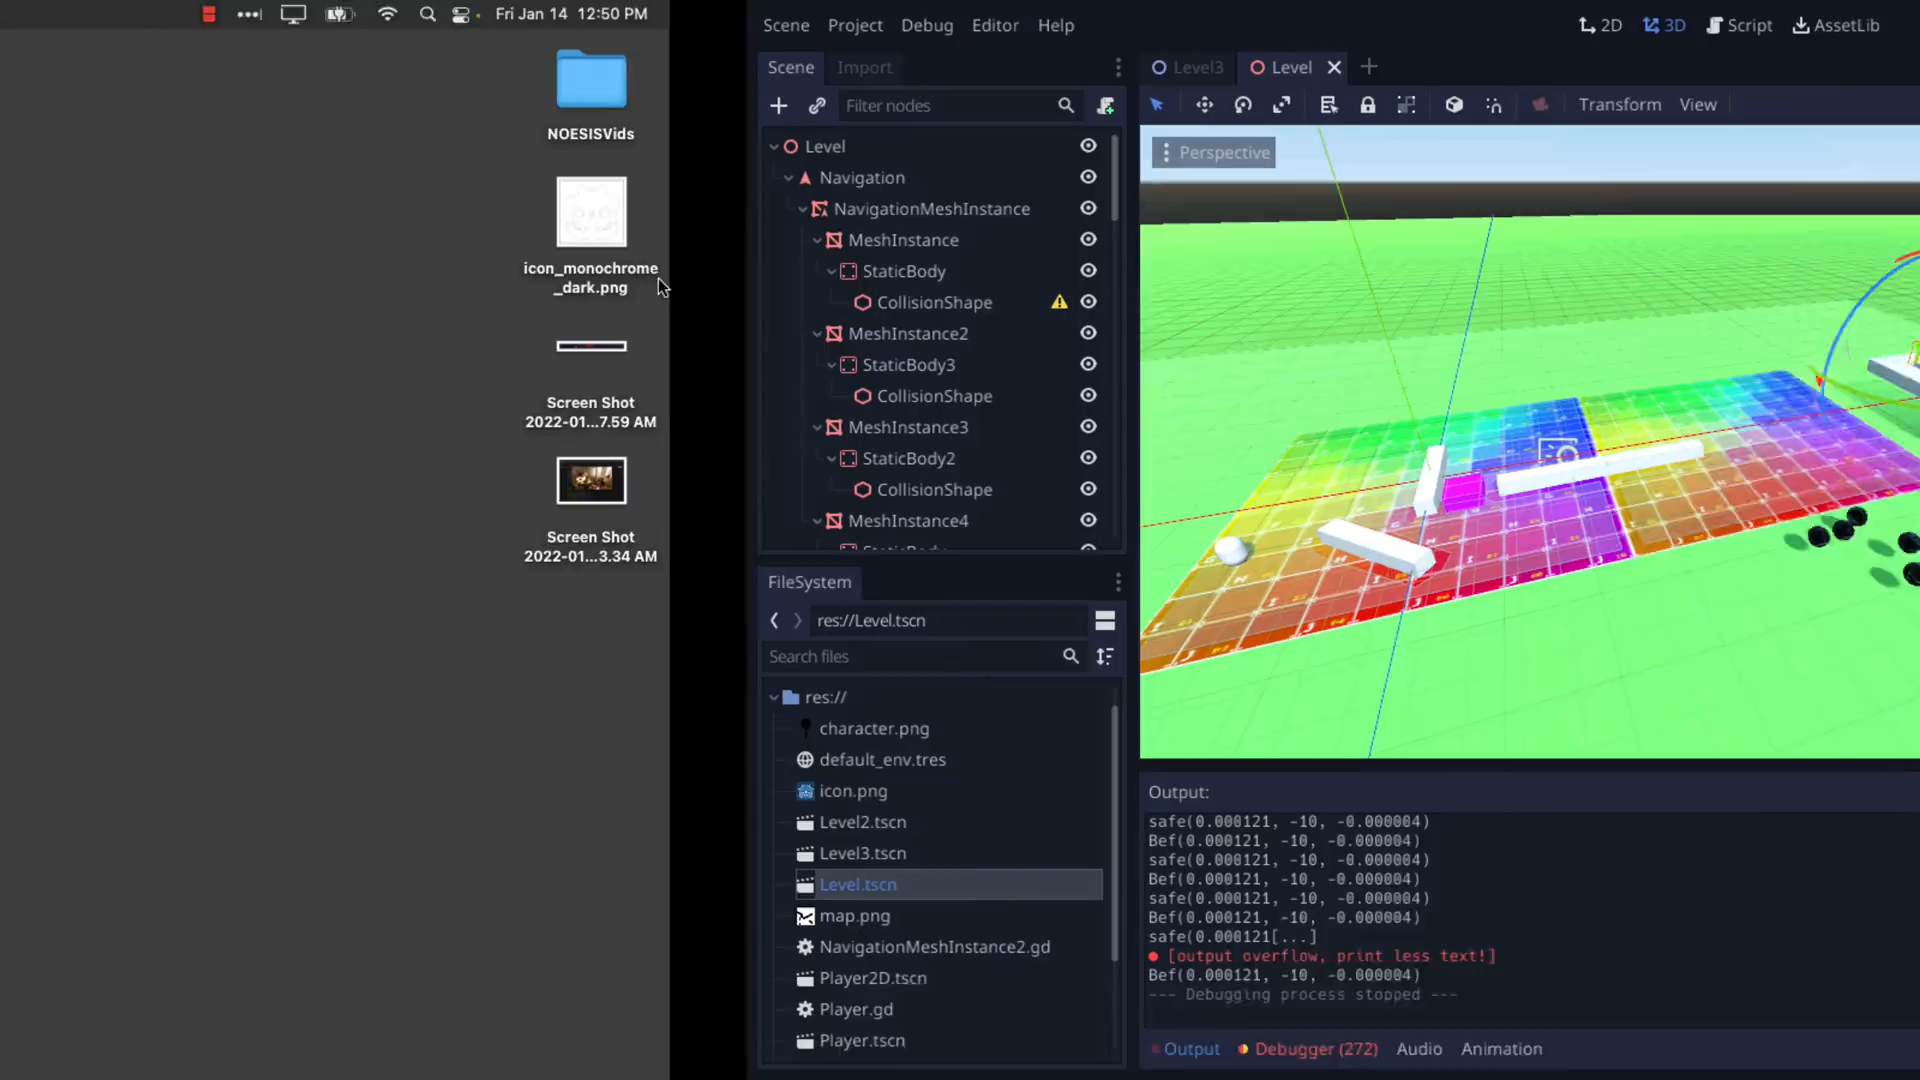 Fri Jan 14 12:50 PM
NOESISVids
icon_monochrome
_dark.png
Screen Shot
2022-01...7.59 AM
Screen Shot
2022-01...3.34 AM
Scene Project Debug Editor Help
2D 3D Script AssetLib
Scene Import
Level3 Level
Filter nodes
Transform View
Perspective
Level
Navigation
NavigationMeshInstance
MeshInstance
StaticBody
CollisionShape
MeshInstance2
StaticBody3
CollisionShape
MeshInstance3
StaticBody2
CollisionShape
MeshInstance4
FileSystem
res://Level.tscn
Search files
res://
character.png
default_env.tres
icon.png
Level2.tscn
Level3.tscn
Level.tscn
map.png
NavigationMeshInstance2.gd
Player2D.tscn
Player.gd
Player.tscn
Output:
safe(0.000121, -10, -0.000004)
Bef(0.000121, -10, -0.000004)
safe(0.000121, -10, -0.000004)
Bef(0.000121, -10, -0.000004)
safe(0.000121, -10, -0.000004)
Bef(0.000121, -10, -0.000004)
safe(0.000121[...]
[output overflow, print less text!]
Bef(0.000121, -10, -0.000004)
--- Debugging process stopped ---
Output Debugger (272) Audio Animation